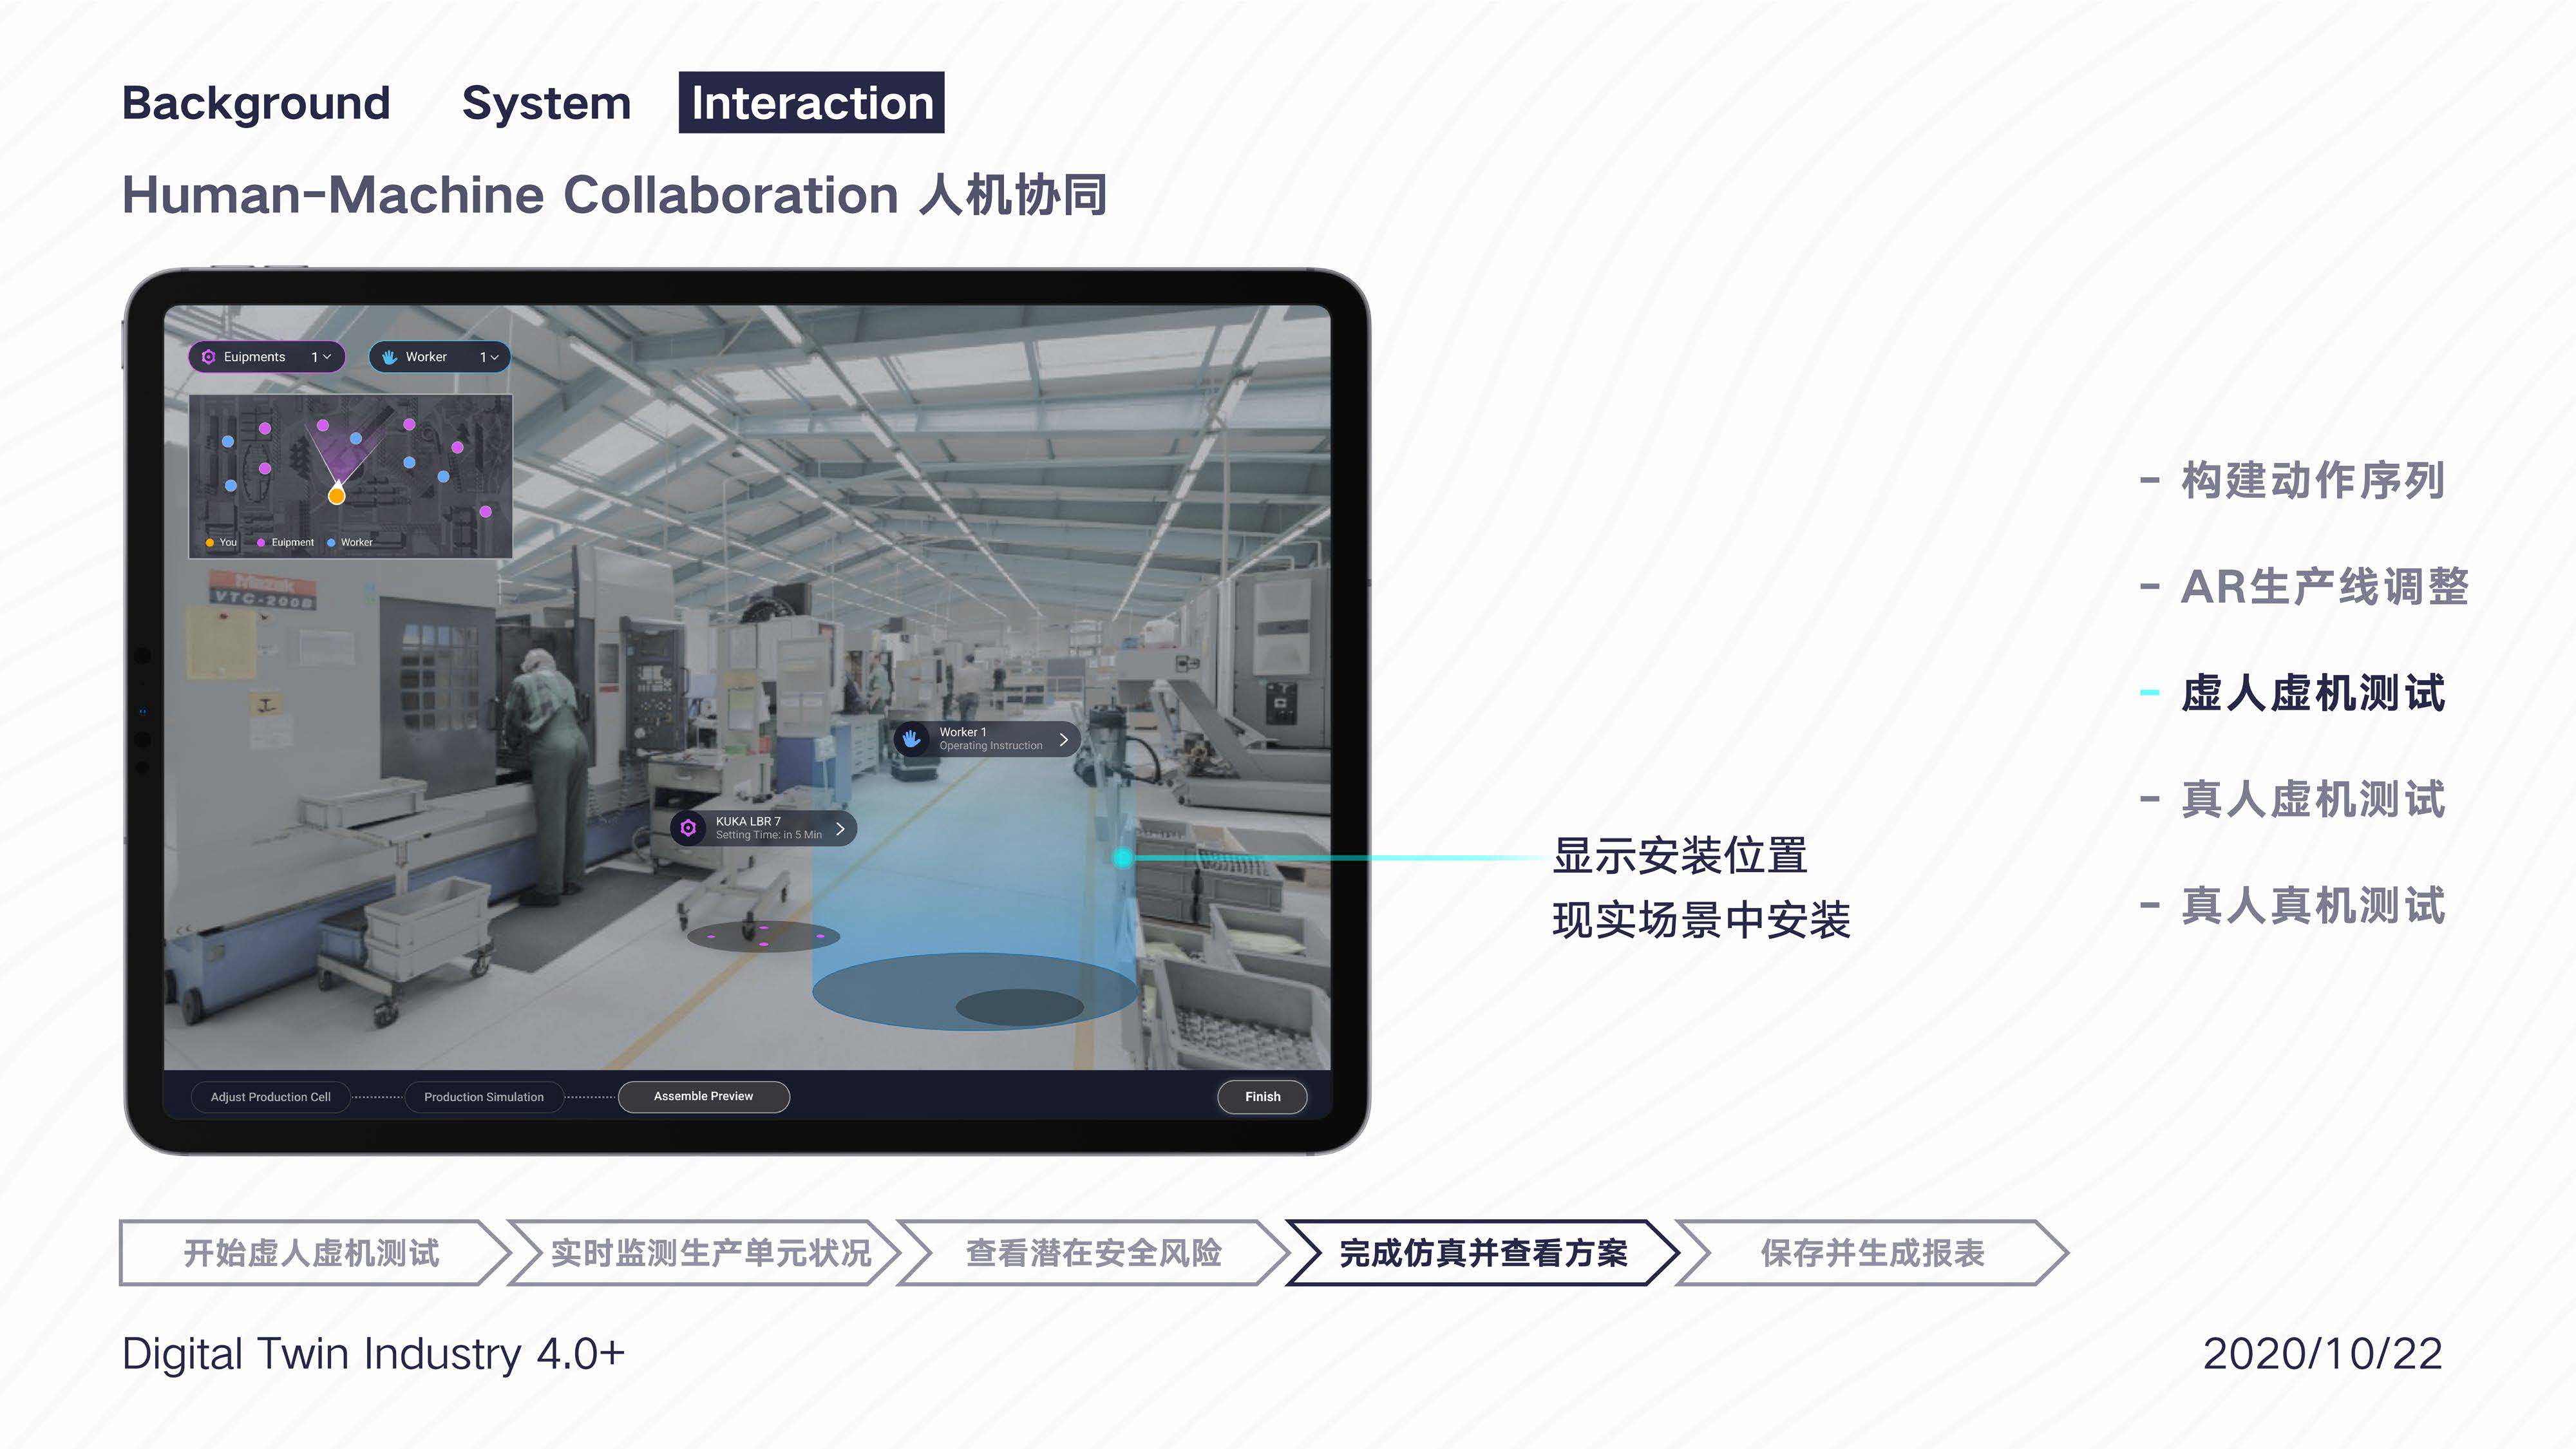 Background System Interaction
Human-Machine Collaboration 人机协同
Euipments 1
Worker 1
You Euipment Worker
Mazak
VTC-200B
Worker 1
Operating Instruction
KUKA LBR 7
Setting Time: in 5 Min
Adjust Production Cell
Production Simulation
Assemble Preview
Finish
显示安装位置
现实场景中安装
- 构建动作序列
- AR生产线调整
- 虚人虚机测试
- 真人虚机测试
- 真人真机测试
开始虚人虚机测试
实时监测生产单元状况
查看潜在安全风险
完成仿真并查看方案
保存并生成报表
Digital Twin Industry 4.0+
2020/10/22